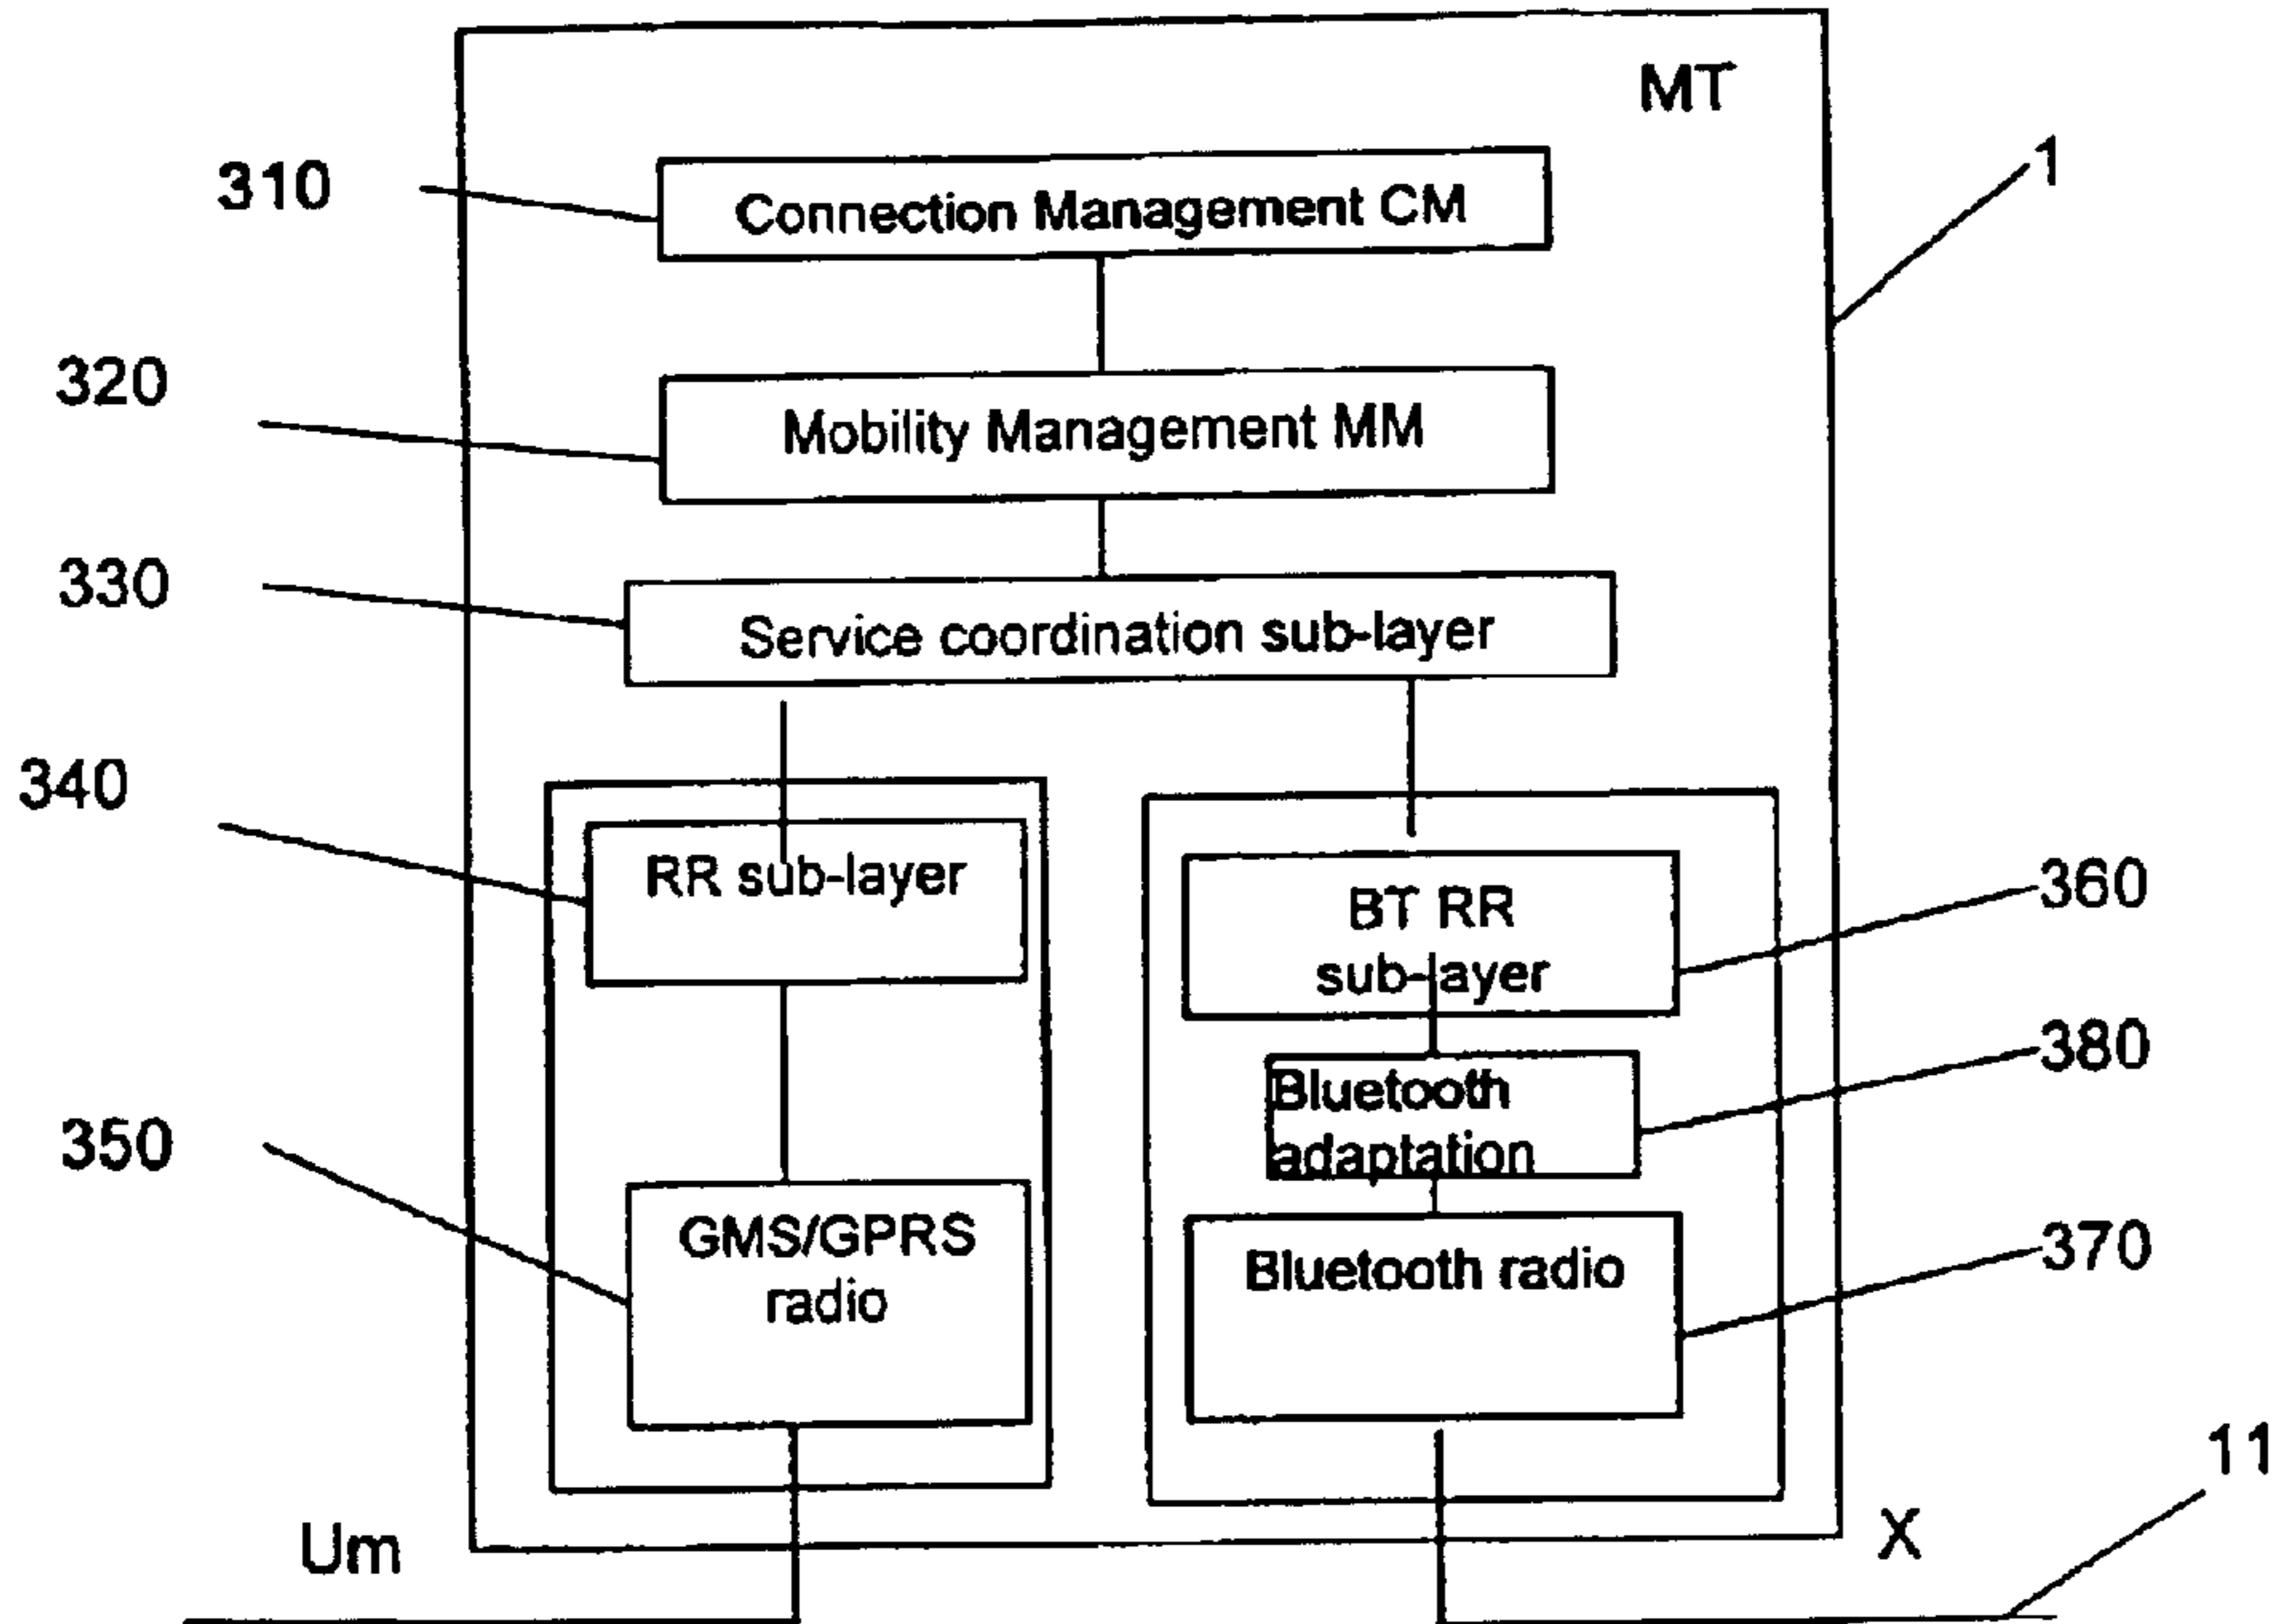 MT
1
310
Connection Management CM
320
Mobility Management MM
330
Service coordination sub-layer
340
RR sub-layer
360
BT RR
sub-layer
380
Bluetooth
adaptation
350
GMS/GPRS
radio
370
Bluetooth radio
11
Um
X